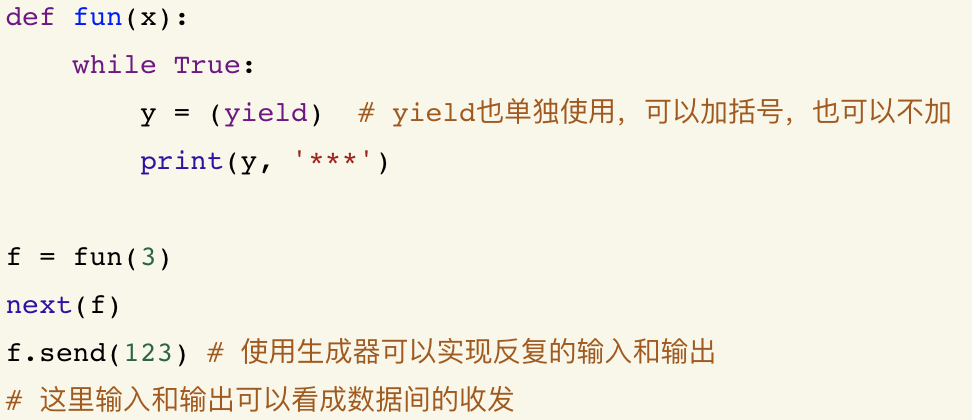 def fun(x):
    while True:
        y = (yield)  # yield也单独使用，可以加括号，也可以不加
        print(y, '***')

f = fun(3)
next(f)
f.send(123) # 使用生成器可以实现反复的输入和输出
# 这里输入和输出可以看成数据间的收发